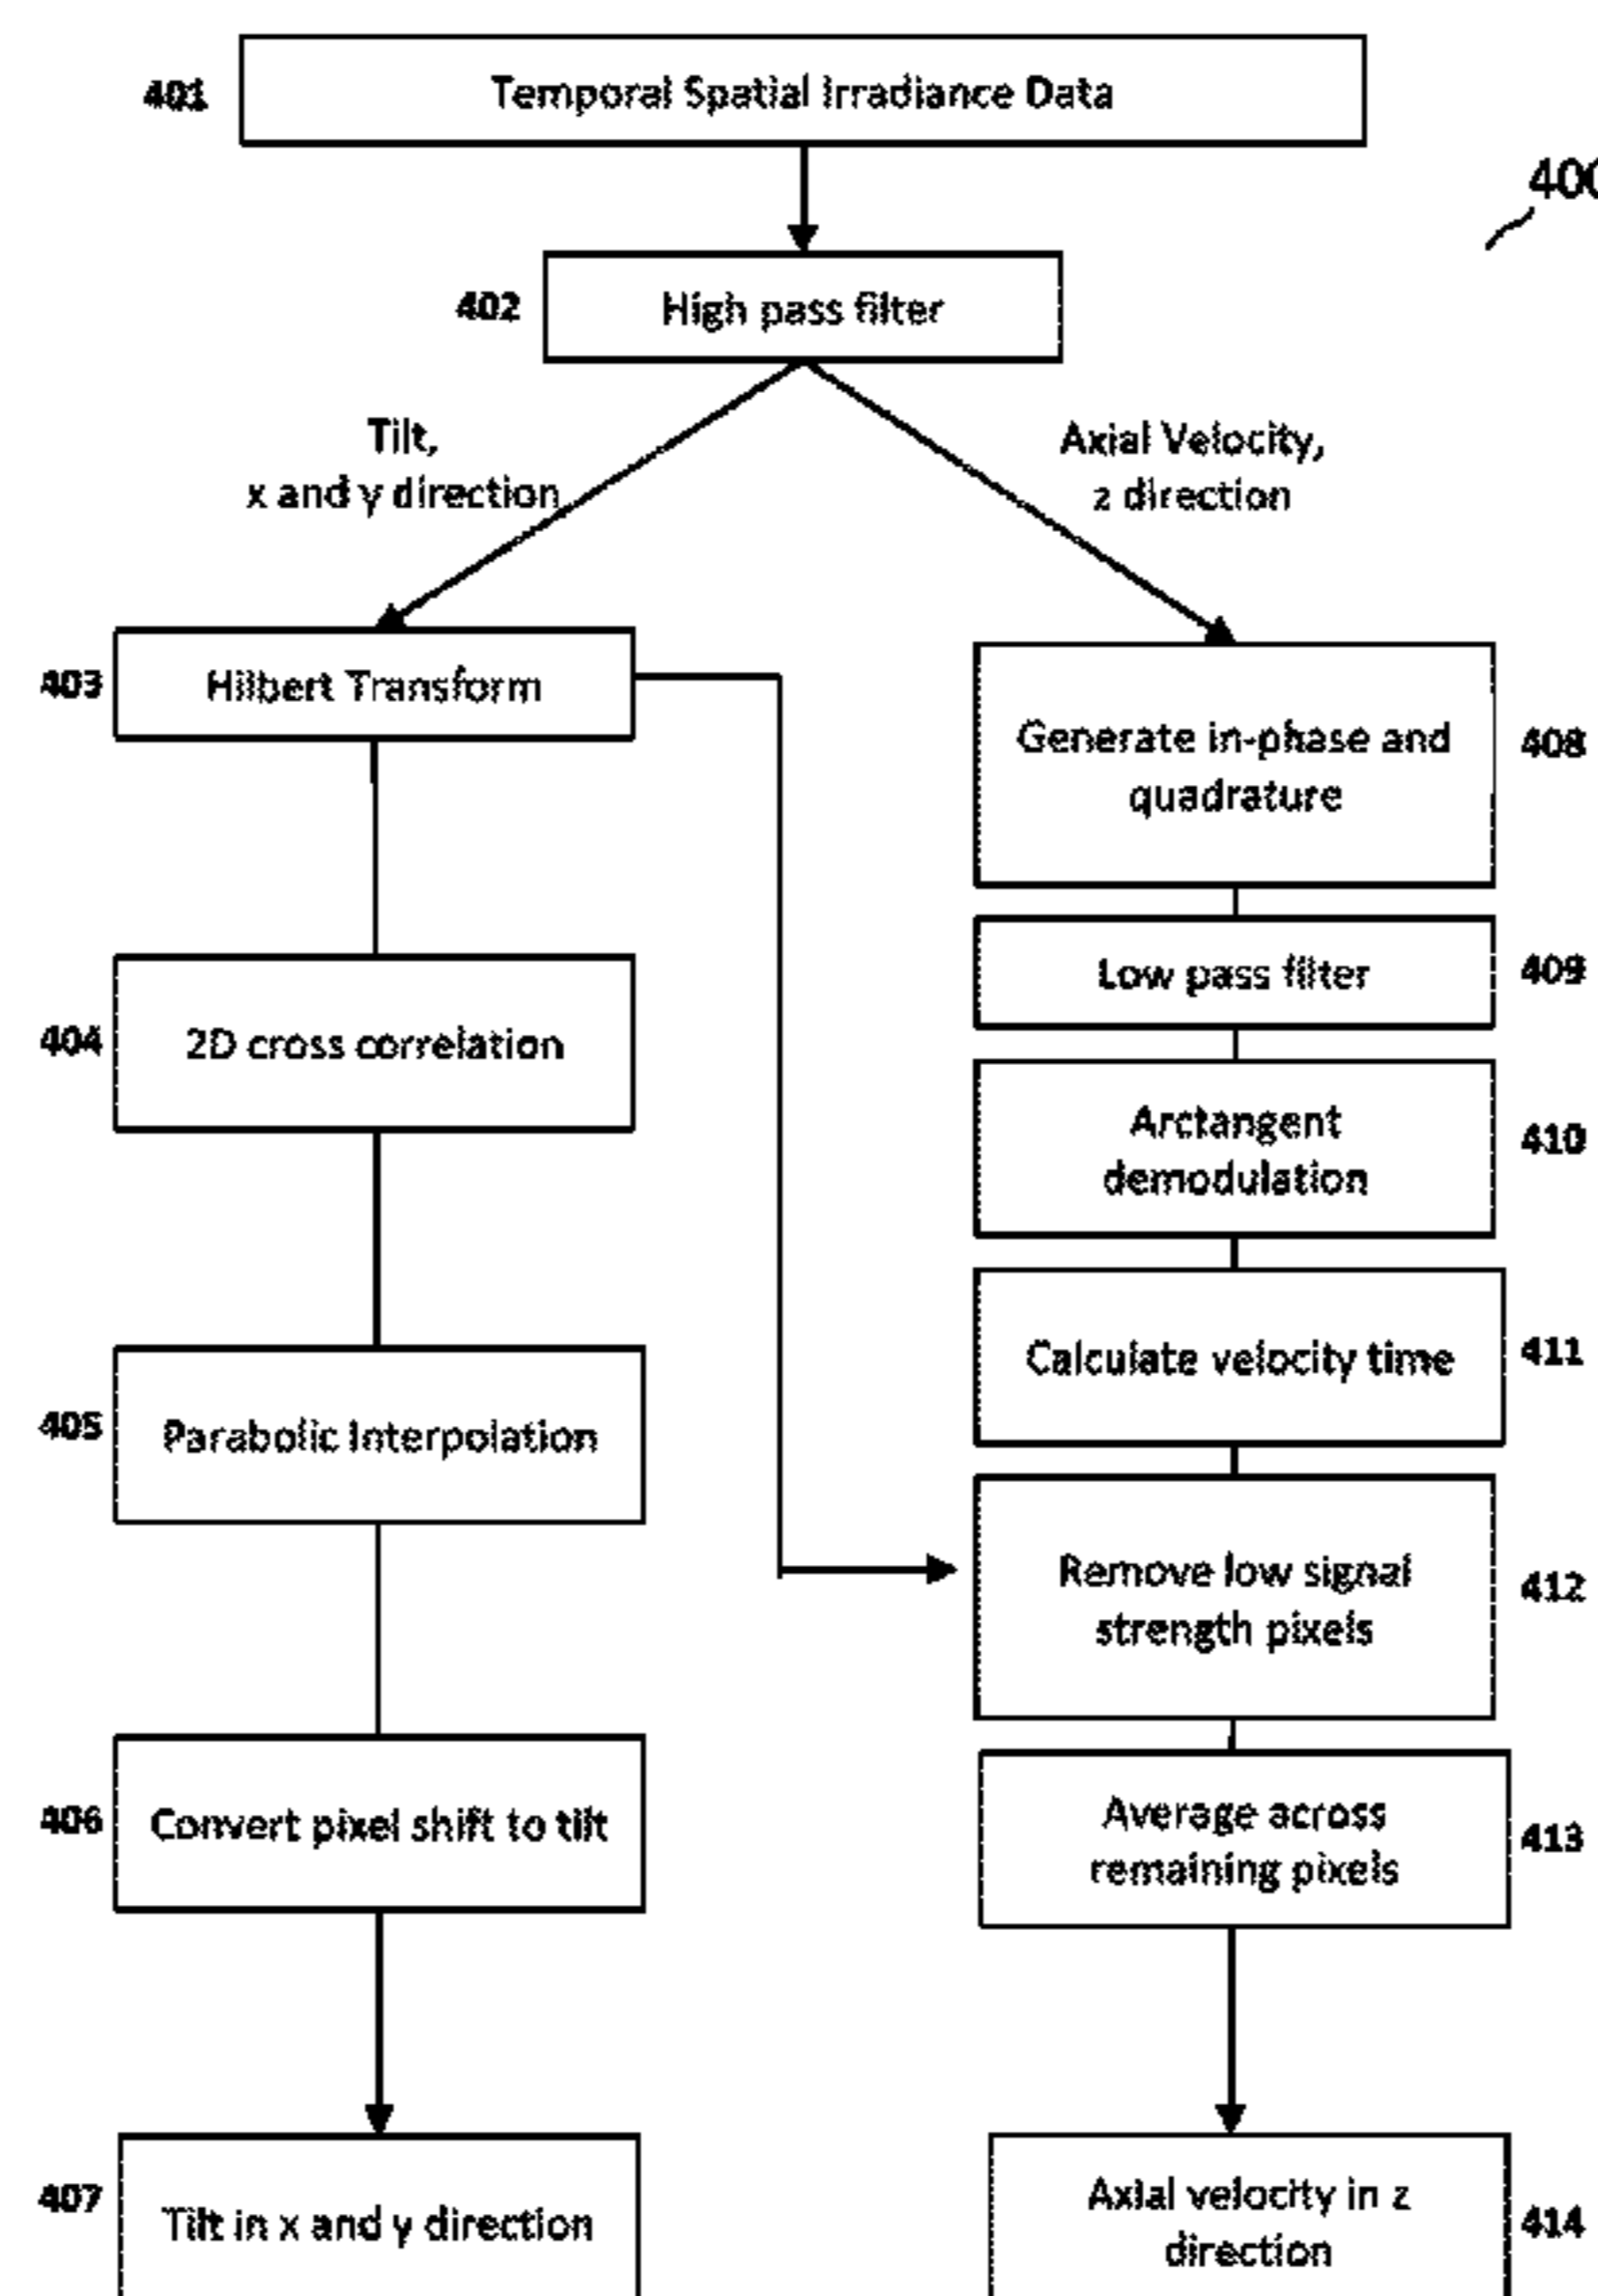 401
Temporal Spatial Irradiance Data
400
402
High pass filter
Tilt,
x and y direction
Axial Velocity,
z direction
403
Hilbert Transform
Generate in-phase and
quadrature
408
Low pass filter
409
404
2D cross correlation
Arctangent
demodulation
410
Calculate velocity time
411
405
Parabolic Interpolation
Remove low signal
strength pixels
412
406
Convert pixel shift to tilt
Average across
remaining pixels
413
407
Tilt in x and y direction
Axial velocity in z
direction
414